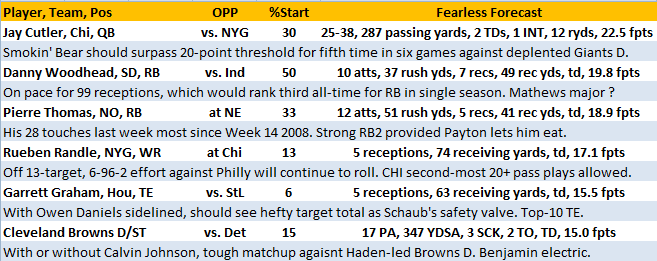 Player, Team, Pos OPP %Start Fearless Forecast
Jay Cutler, Chi, QB vs. NYG 30 25-38, 287 passing yards, 2 TDs, 1 INT, 12 ryds, 22.5 fpts
Smokin' Bear should surpass 20-point threshold for fifth time in six games against deplented Giants D.
Danny Woodhead, SD, RB vs. Ind 50 10 atts, 37 rush yds, 7 recs, 49 rec yds, td, 19.8 fpts
On pace for 99 receptions, which would rank third all-time for RB in single season. Mathews major ?
Pierre Thomas, NO, RB at NE 33 12 atts, 51 rush yds, 5 recs, 41 rec yds, td, 18.9 fpts
His 28 touches last week most since Week 14 2008. Strong RB2 provided Payton lets him eat.
Rueben Randle, NYG, WR at Chi 13 5 receptions, 74 receiving yards, td, 17.1 fpts
Off 13-target, 6-96-2 effort against Philly will continue to roll. CHI second-most 20+ pass plays allowed.
Garrett Graham, Hou, TE vs. StL 6 5 receptions, 63 receiving yards, td, 15.5 fpts
With Owen Daniels sidelined, should see hefty target total as Schaub's safety valve. Top-10 TE.
Cleveland Browns D/ST vs. Det 15 17 PA, 347 YDSA, 3 SCK, 2 TO, TD, 15.0 fpts
With or without Calvin Johnson, tough matchup agaisnt Haden-led Browns D. Benjamin electric.